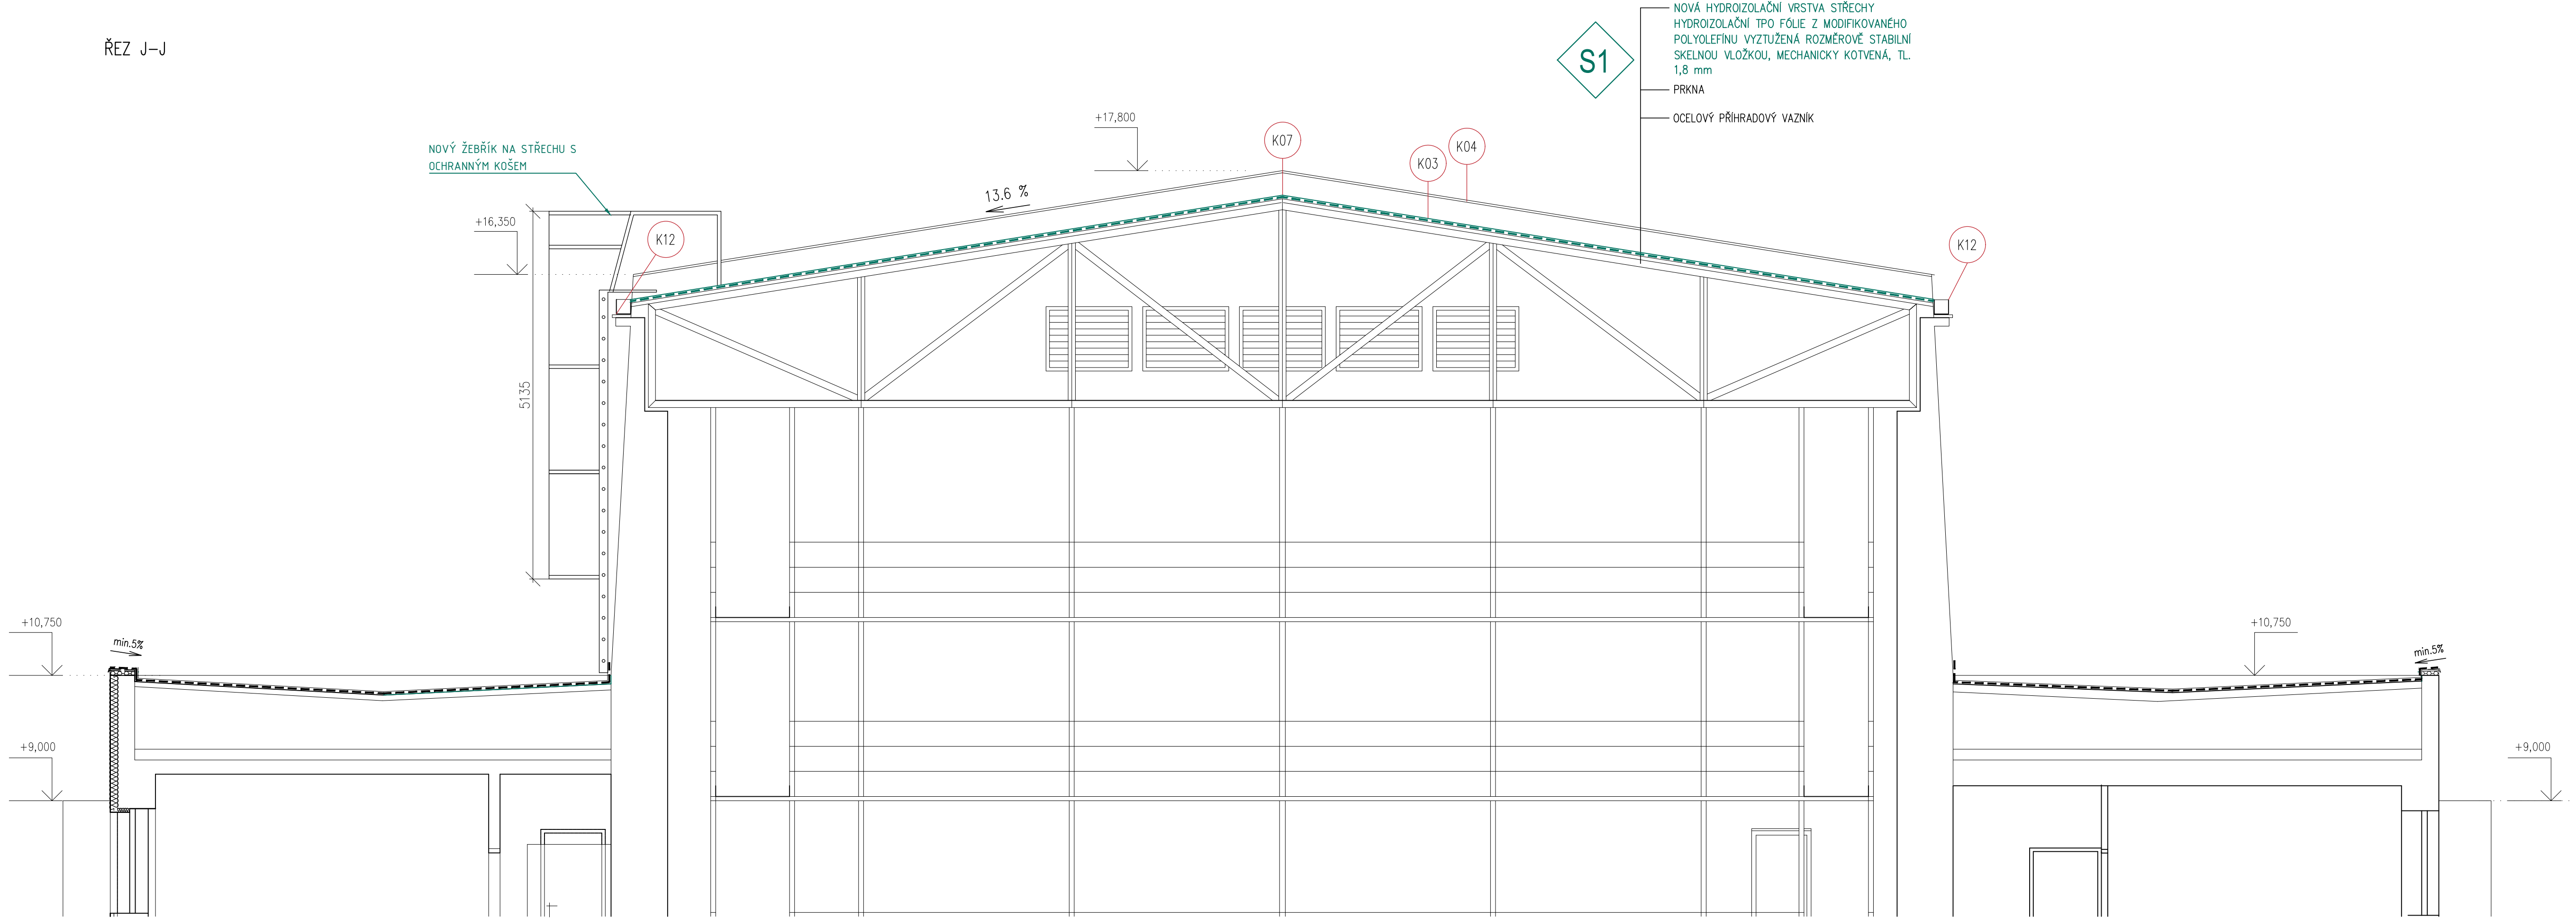 ŘEZ J-J
S1
NOVÁ HYDROIZOLAČNÍ VRSTVA STŘECHY
HYDROIZOLAČNÍ TPO FÓLIE Z MODIFIKOVANÉHO
POLYOLEFÍNU VYZTUŽENÁ ROZMĚROVĚ STABILNÍ
SKELNOU VLOŽKOU, MECHANICKY KOTVENÁ, TL.
1,8 mm
PRKNA
OCELOVÝ PŘÍHRADOVÝ VAZNÍK
+17,800
K07
K03
K04
NOVÝ ŽEBŘÍK NA STŘECHU S
OCHRANNÝM KOŠEM
13.6 %
+16,350
K12
K12
5135
+10,750
min.5%
+10,750
min.5%
+9,000
+9,000